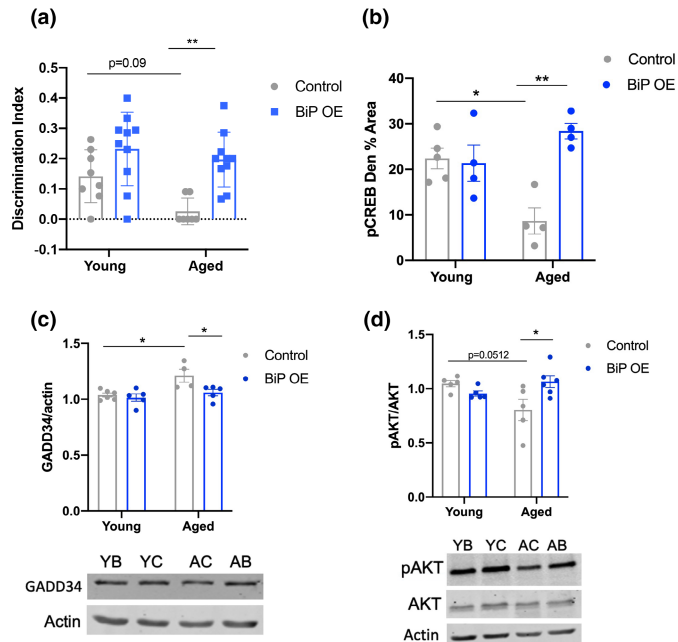 (a)
**
p=0.09
Control
BiP OE
Discrimination Index
0.5
0.4
0.3
0.2
0.1
0.0
-0.1
Young
Aged
(b)
Control
BiP OE
*
**
pCREB Den % Area
40
30
20
10
0
Young
Aged
(c)
*
*
Control
BiP OE
GADD34/actin
1.5
1.0
0.5
0.0
Young
Aged
YB YC AC AB
GADD34
Actin
(d)
*
p=0.0512
Control
BiP OE
pAKT/AKT
1.5
1.0
0.5
0.0
Young
Aged
YB YC AC AB
pAKT
AKT
Actin